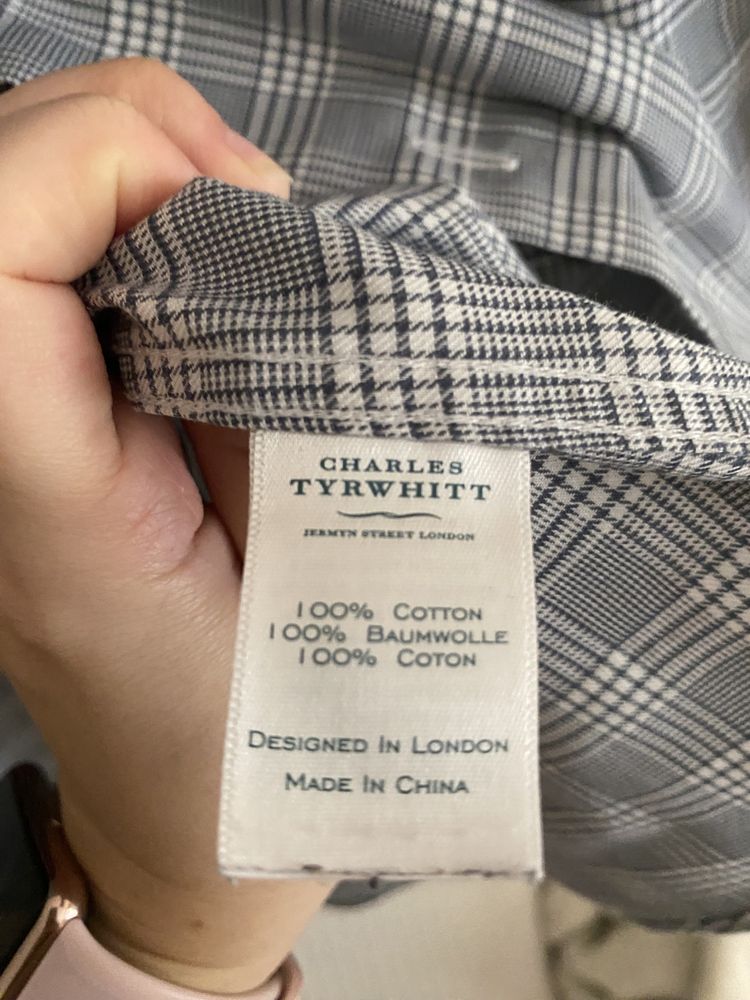 CHARLES
TYRWHITT
JERMYN STREET LONDON
100% COTTON
100% BAUMWOLLE
100% COTON
DESIGNED IN LONDON
MADE IN CHINA